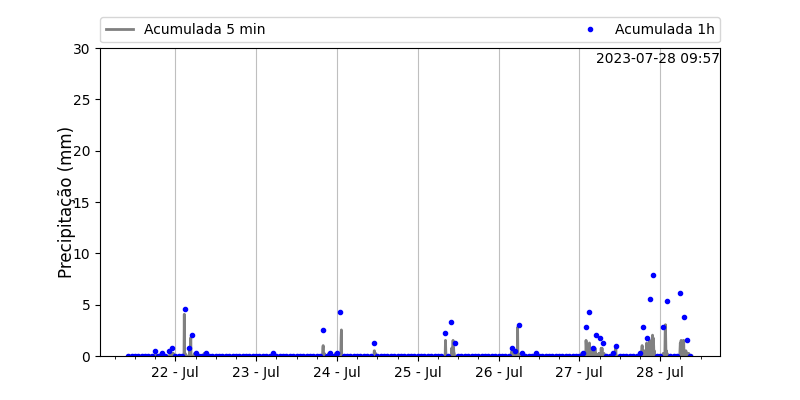 Acumulada 5 min Acumulada 1h
2023-07-28 09:57
Precipitação (mm)
30
25
20
15
10
5
0
22 - Jul 23 - Jul 24 - Jul 25 - Jul 26 - Jul 27 - Jul 28 - Jul